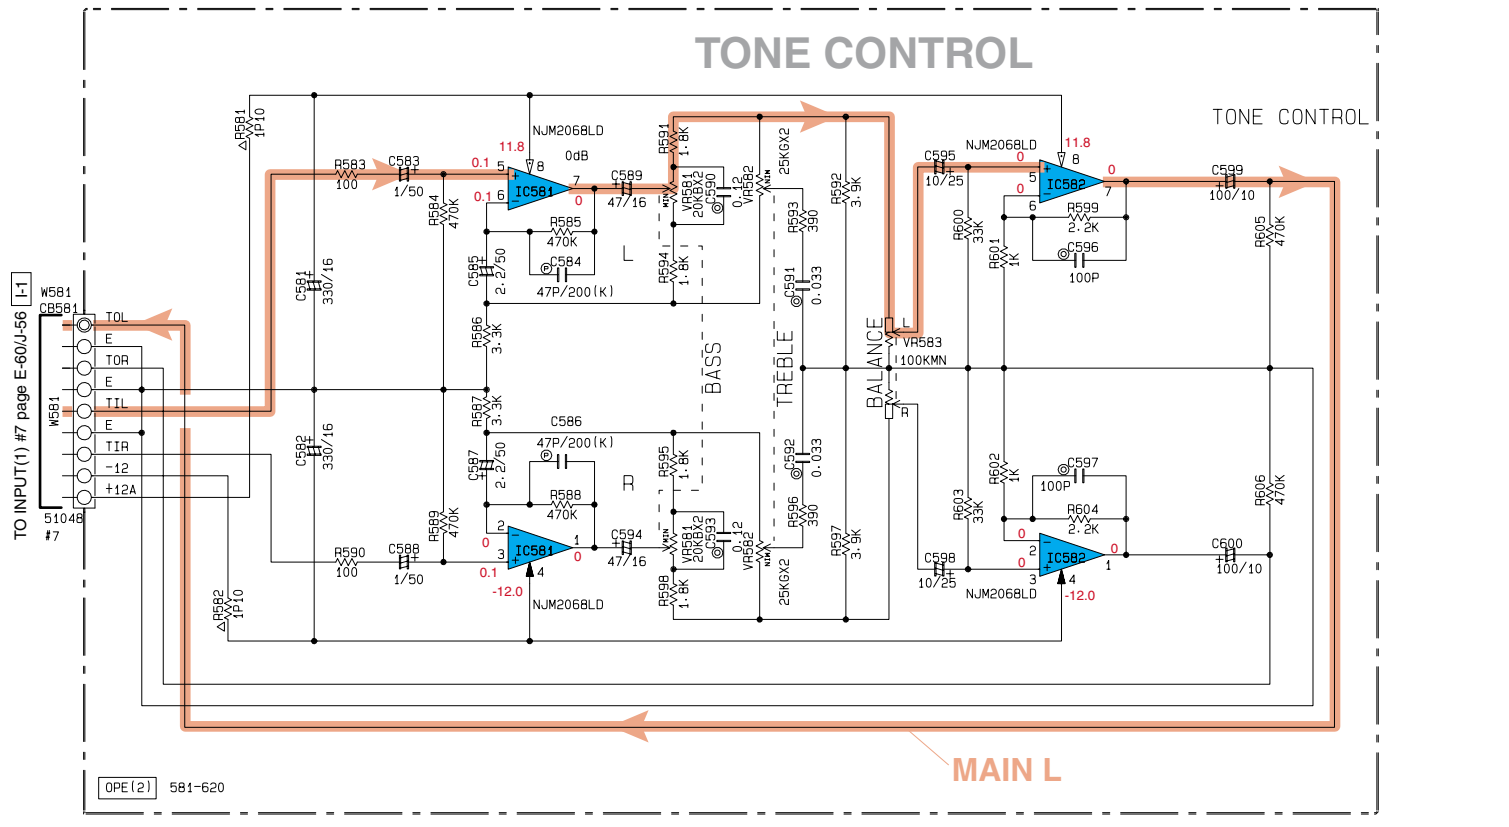 TONE CONTROL
TONE CONTROL
R581
1P10
NJM2068LD
11.8
0dB
R583
100
C583
1/50
0.1
5
8
7
0
IC581
0.1
6
C589
47/16
R591
1.8K
MIN
VR581
20KBX2
C590
0.12
VR582
25KGX2
MIN
R592
3.9K
R593
390
R584
470K
R585
470K
C584
47P/200(K)
C585
2.2/50
L
R594
1.8K
C591
0.033
C581
330/16
R586
3.3K
NJM2068LD
11.8
C595
10/25
0
5
8
0
7
IC582
0
6
R599
2.2K
C596
100P
R600
33K
R601
1K
C599
100/10
R605
470K
TO INPUT(1) #7 page E-60/J-56 I-1
W581
CB581
TOL
E
TOR
E
TIL
E
TIR
-12
+12A
W581
51048
#7
BASS
TREBLE
BALANCE
L
VR583
100KMN
R
R587
3.3K
C586
47P/200(K)
C587
2.2/50
C582
330/16
R588
470K
R
R595
1.8K
C592
0.033
R589
470K
R590
100
C588
1/50
2
0
3
0.1
IC581
1
0
4
-12.0
NJM2068LD
C594
47/16
MIN
VR581
20KBX2
C593
0.12
VR582
25KGX2
MIN
R596
390
R597
3.9K
R598
1.8K
R582
1P10
R602
1K
R603
33K
C597
100P
R604
2.2K
C598
10/25
0
2
0
3
IC582
0
1
4
-12.0
NJM2068LD
C600
100/10
R606
470K
MAIN L
OPE(2) 581-620